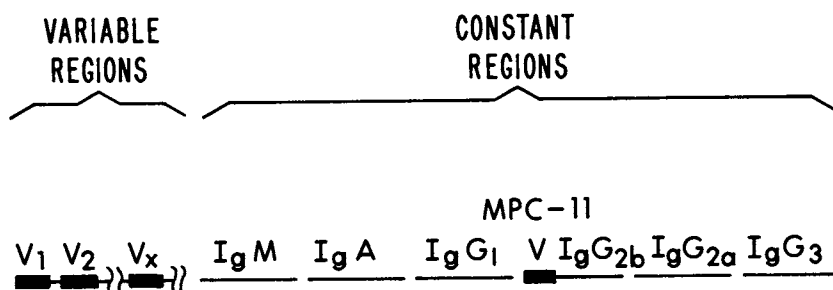 VARIABLE REGIONS
CONSTANT REGIONS
MPC-11
V1 V2 Vx IgM IgA IgG1 V IgG2b IgG2a IgG3